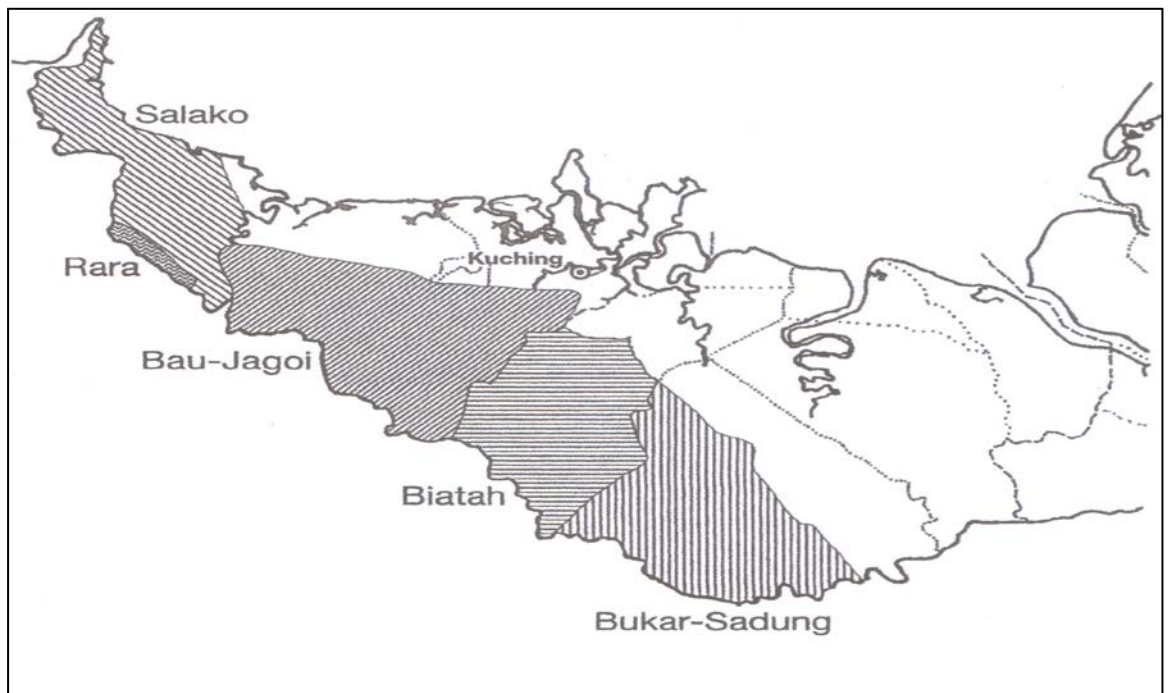 Salako
Kuching
Rara
Bau-Jagoi
Biatah
Bukar-Sadung